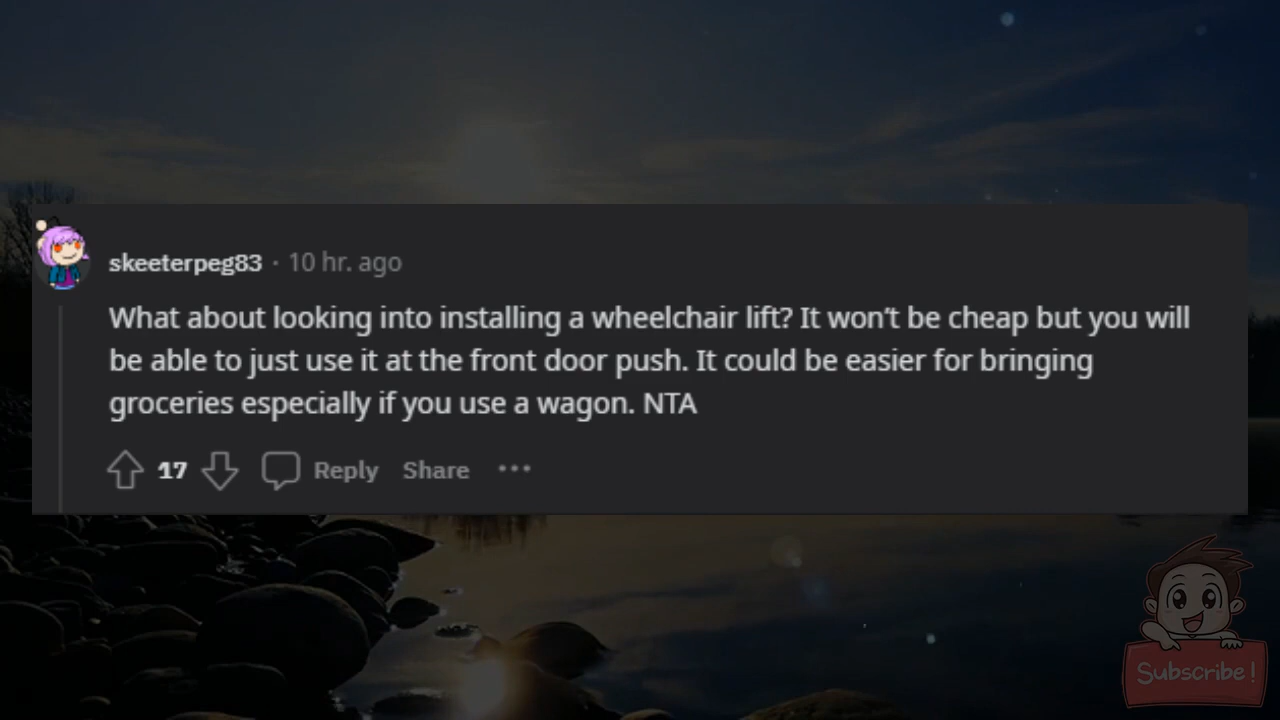 skeeterpeg83 · 10 hr. ago
What about looking into installing a wheelchair lift? It won't be cheap but you will
be able to just use it at the front door push. It could be easier for bringing
groceries especially if you use a wagon. NTA
17 Reply Share ···
Subscribe!